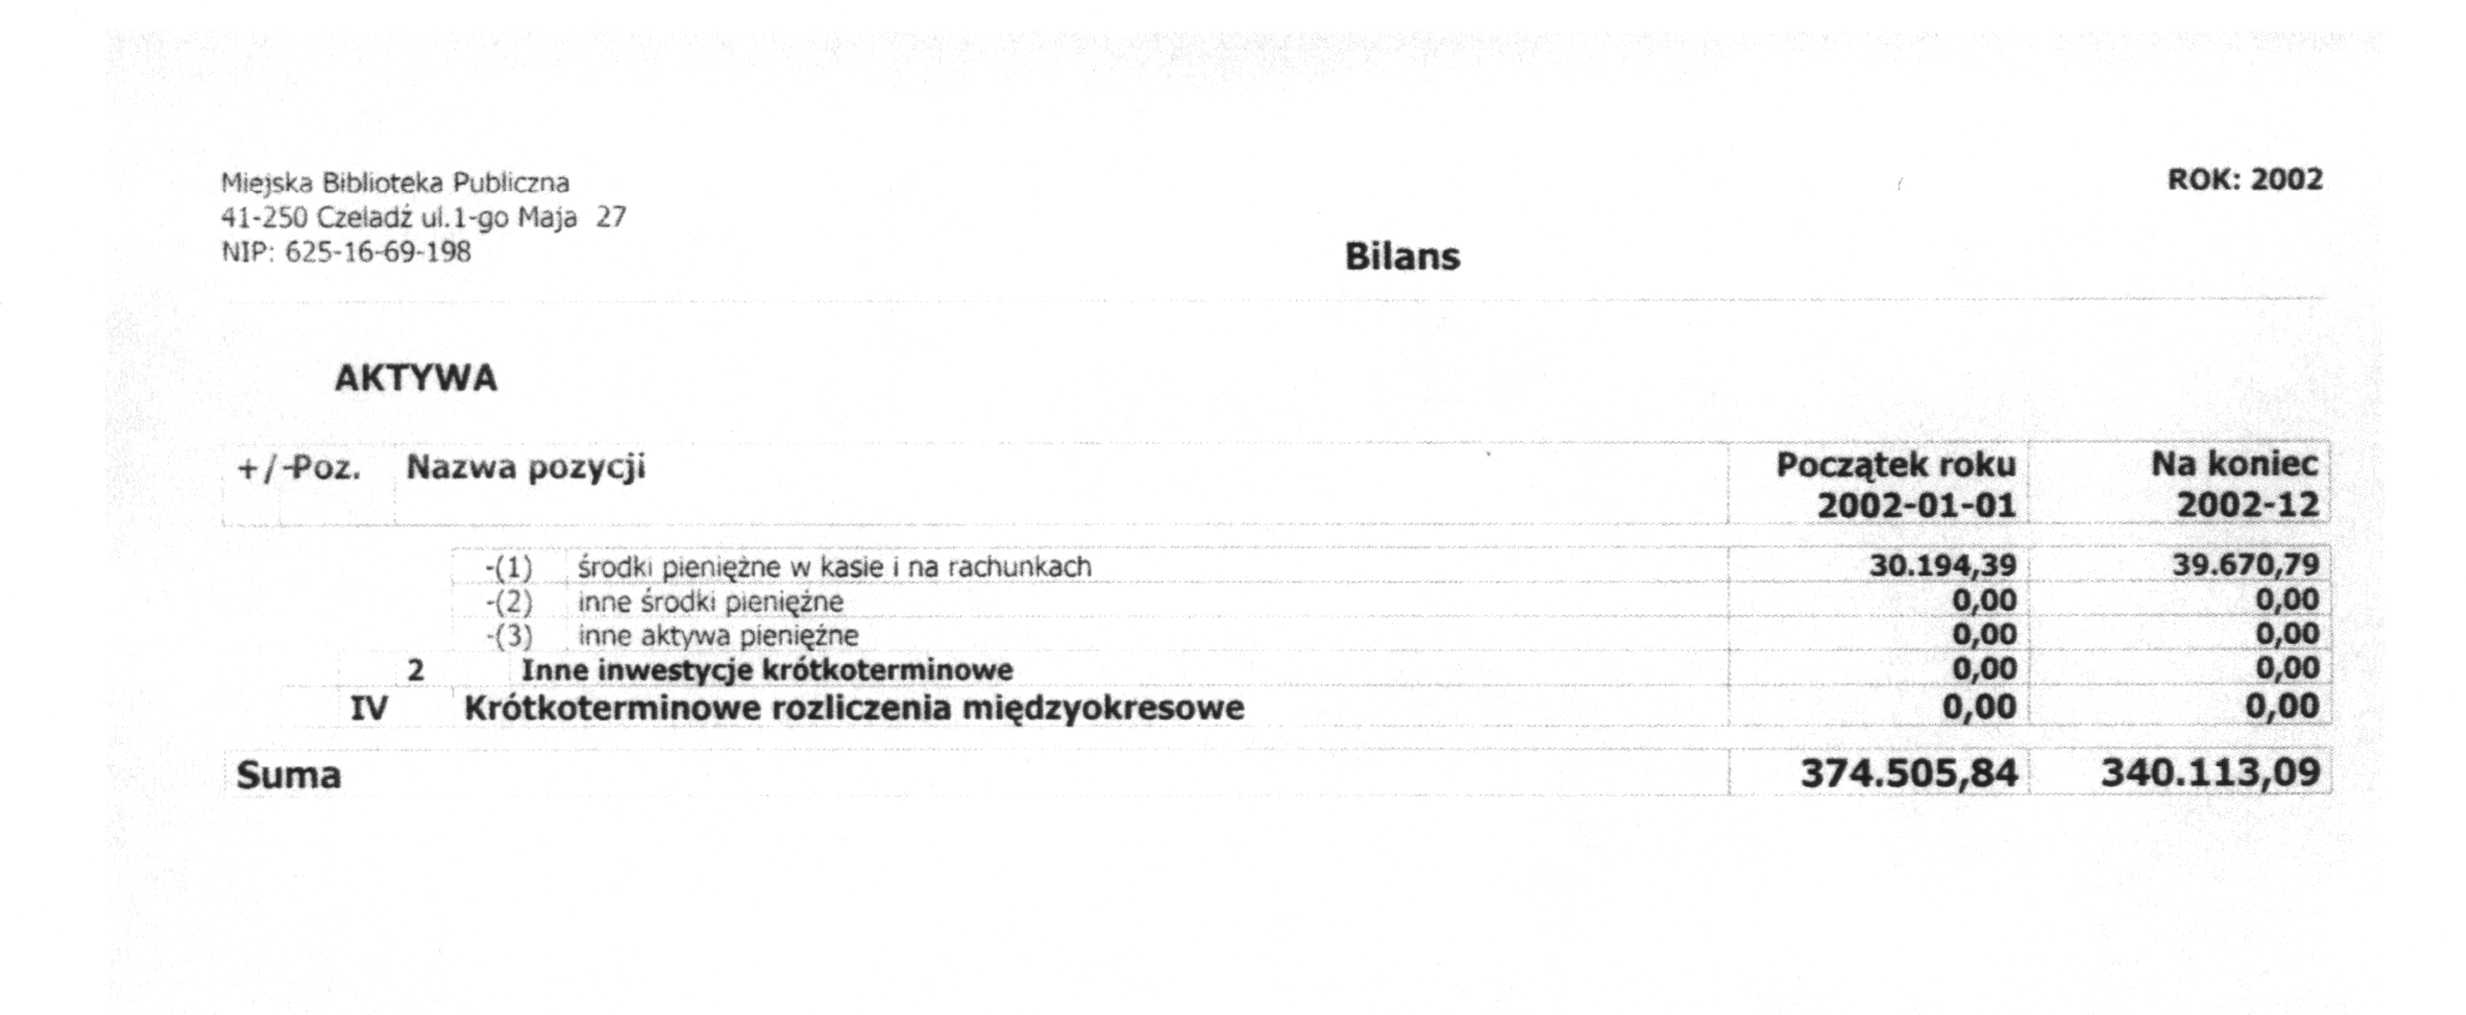 Miejska Biblioteka Publiczna
41-250 Czeladź ul.1-go Maja 27
NIP: 625-16-69-198
ROK: 2002
Bilans
AKTYWA
+/-Poz. Nazwa pozycji Początek roku Na koniec
2002-01-01 2002-12
-(1) środki pieniężne w kasie i na rachunkach 30.194,39 39.670,79
-(2) inne środki pieniężne 0,00 0,00
-(3) inne aktywa pieniężne 0,00 0,00
2 Inne inwestycje krótkoterminowe 0,00 0,00
IV Krótkoterminowe rozliczenia międzyokresowe 0,00 0,00
Suma 374.505,84 340.113,09